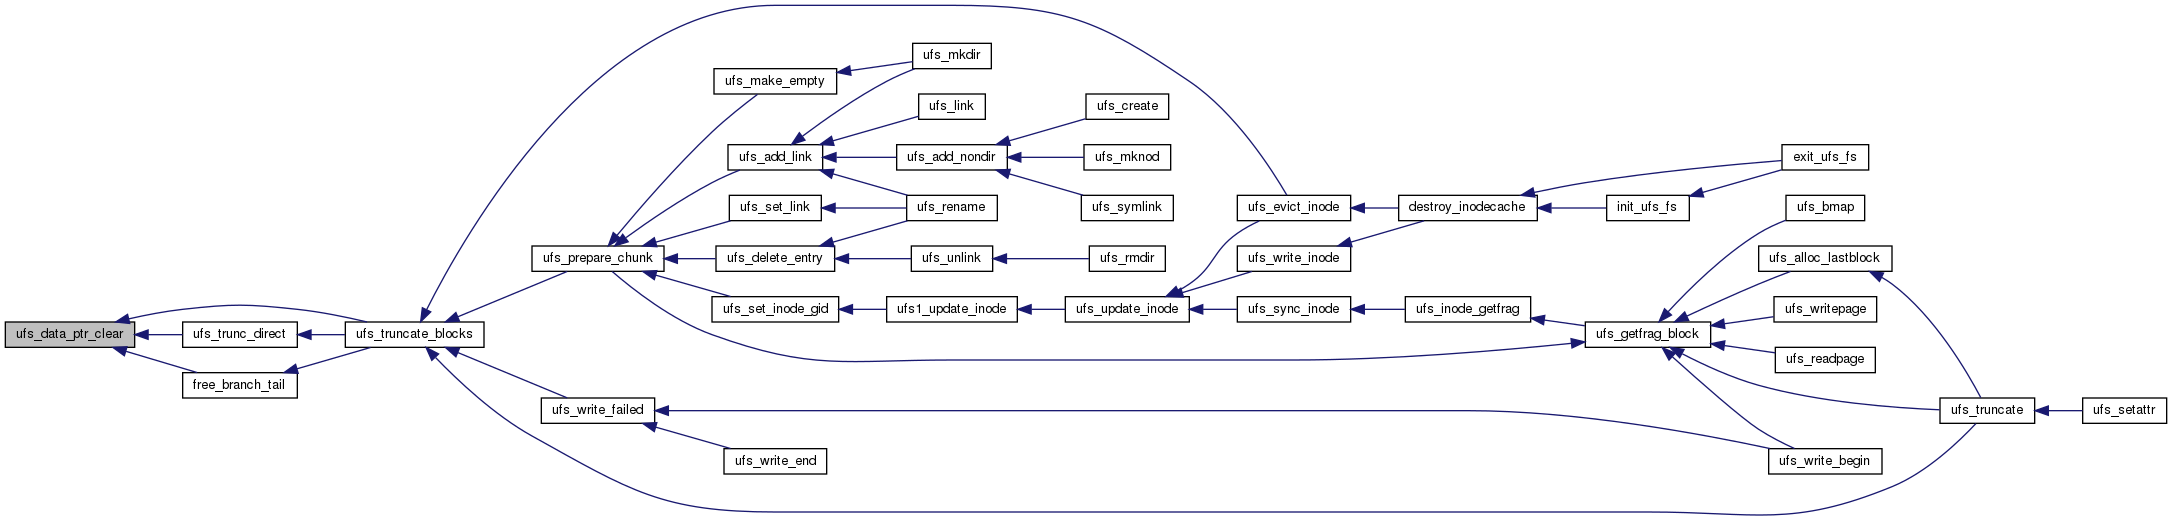 ufs_data_ptr_clear
ufs_trunc_direct
free_branch_tail
ufs_truncate_blocks
ufs_prepare_chunk
ufs_write_failed
ufs_make_empty
ufs_add_link
ufs_set_link
ufs_delete_entry
ufs_set_inode_gid
ufs_write_end
ufs_mkdir
ufs_link
ufs_add_nondir
ufs_rename
ufs_unlink
ufs1_update_inode
ufs_create
ufs_mknod
ufs_symlink
ufs_rmdir
ufs_update_inode
ufs_evict_inode
ufs_write_inode
ufs_sync_inode
destroy_inodecache
ufs_inode_getfrag
init_ufs_fs
ufs_getfrag_block
exit_ufs_fs
ufs_bmap
ufs_alloc_lastblock
ufs_writepage
ufs_readpage
ufs_write_begin
ufs_truncate
ufs_setattr